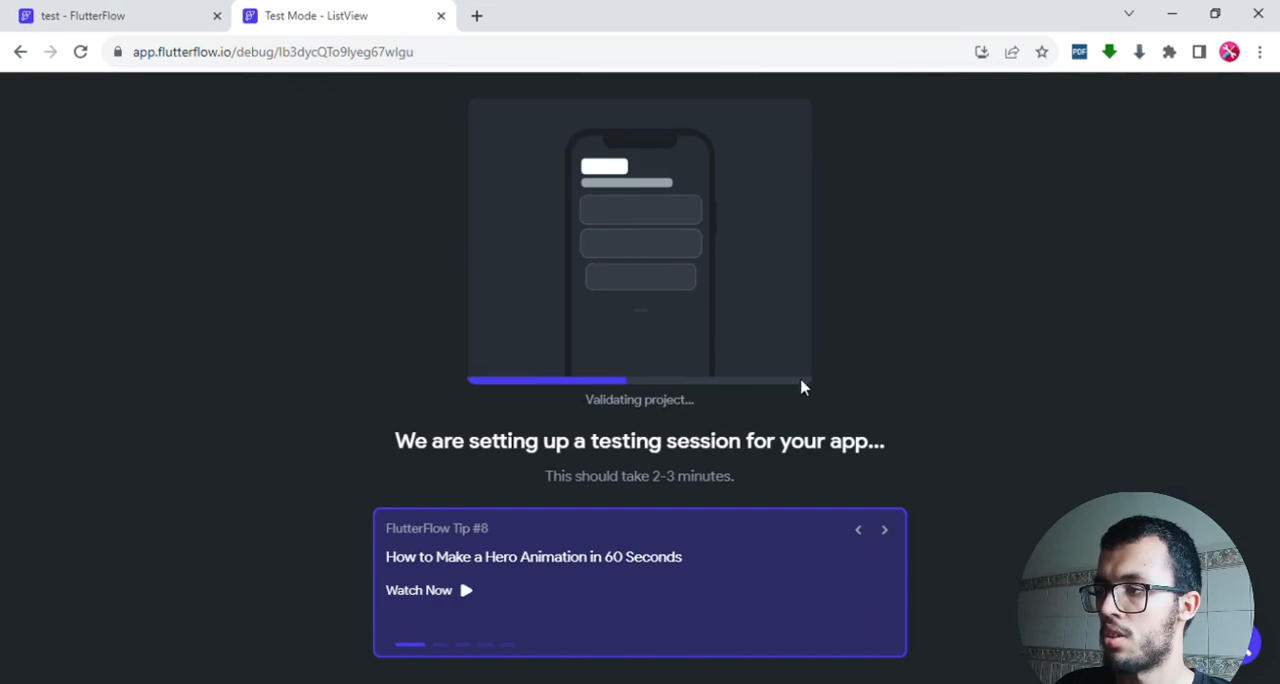 test - FlutterFlow
Test Mode - ListView
app.flutterflow.io/debug/
PDF
Validating project...
We are setting up a testing session for your app...
This should take 2-3 minutes.
FlutterFlow Tip #8
How to Make a Hero Animation in 60 Seconds
Watch Now